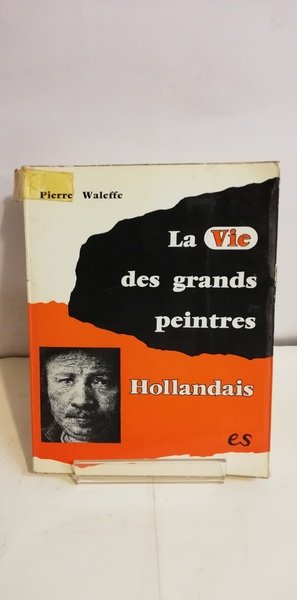 Pierre Waleffe
La Vie
des grands
peintres
Hollandais
es